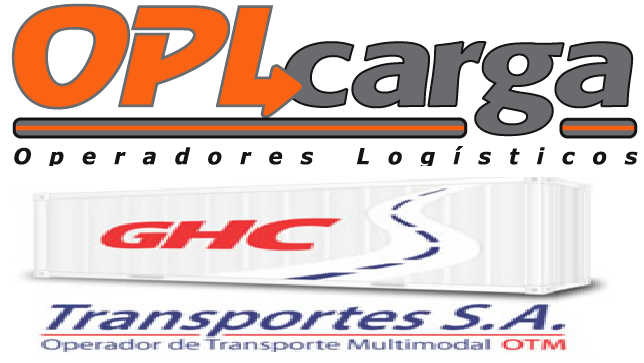 OPLcarga
Operadores Logísticos
GHC
Transportes S.A.
Operador de Transporte Multimodal OTM